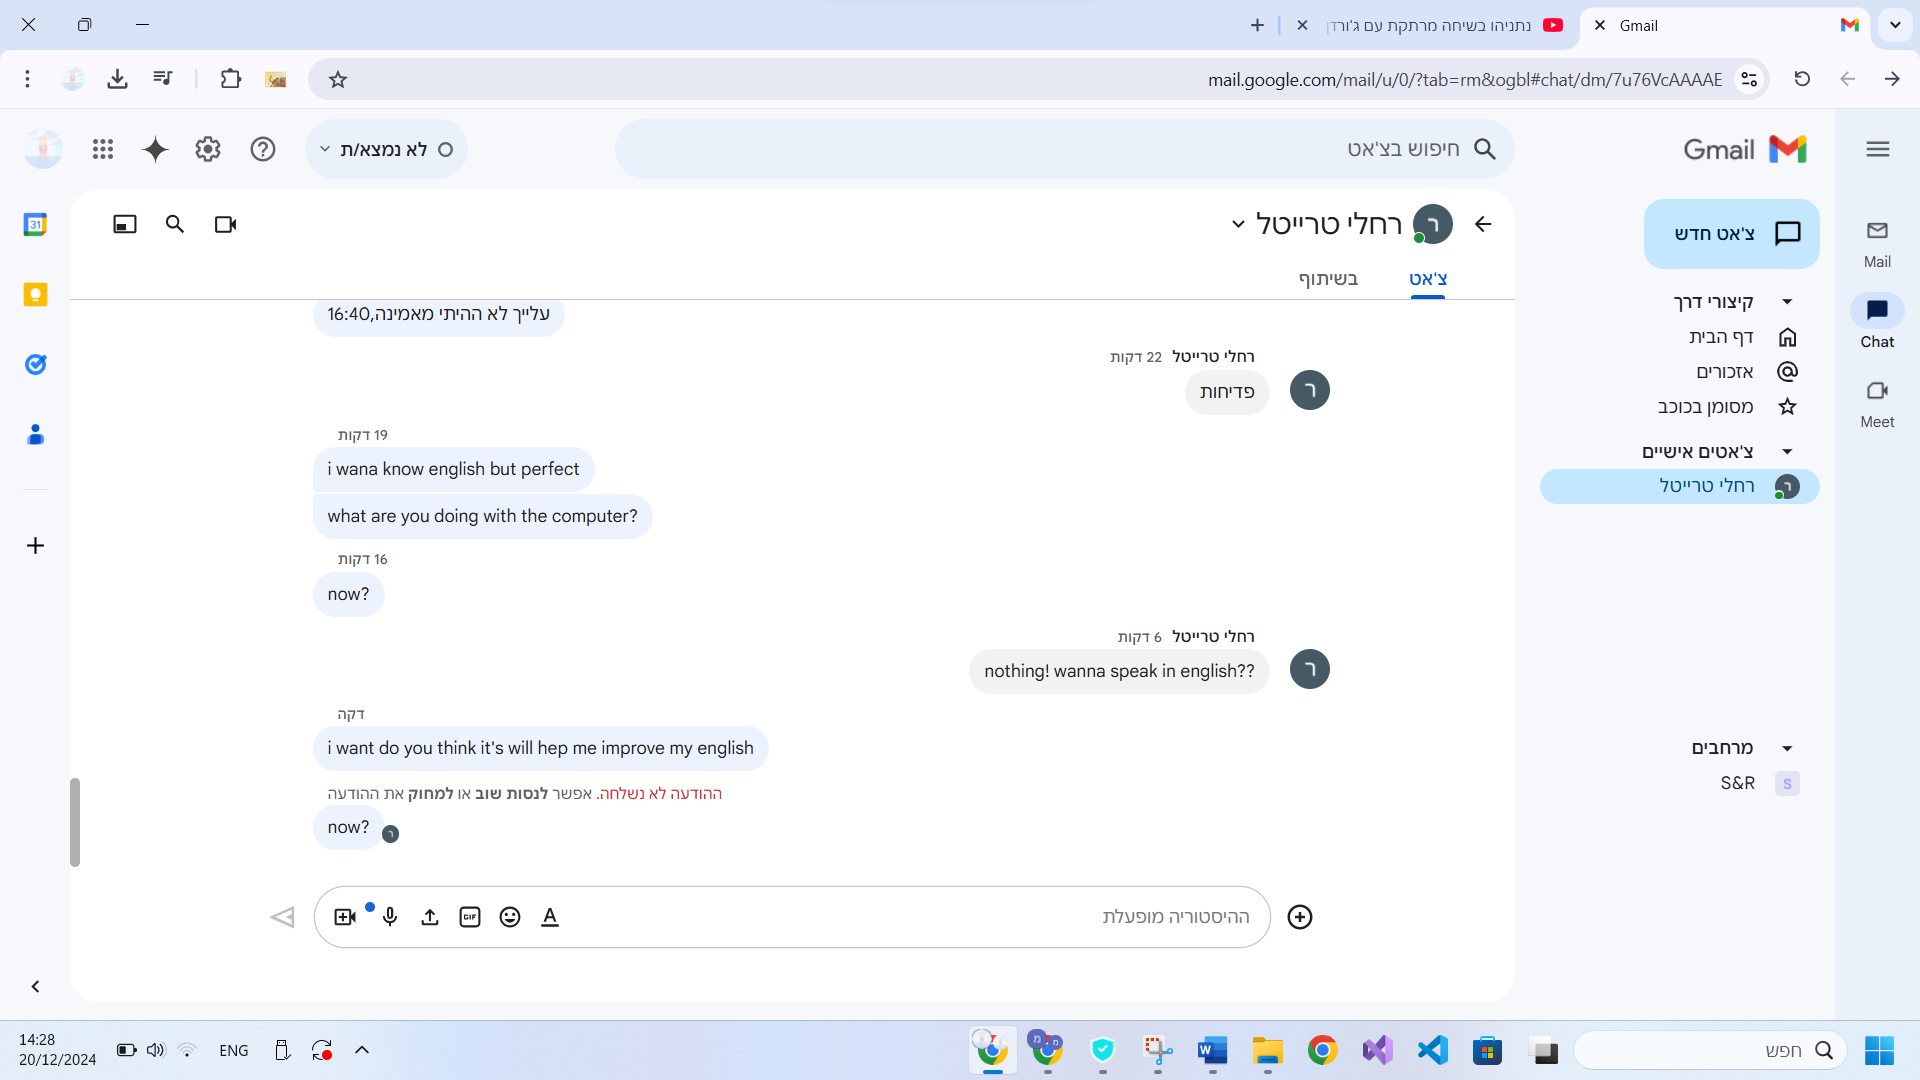 נתניהו בשיחה מרתקת עם ג'ורדן
Gmail
mail.google.com/mail/u/0/?tab=rm&ogbl#chat/dm/7u76VcAAAAE
Gmail
חיפוש בצ'אט
לא נמצא/ת
Mail
Chat
Meet
צ'אט חדש
קיצורי דרך
דף הבית
אזכורים
מסומן בכוכב
צ'אטים אישיים
ר
רחלי טרייטל
מרחבים
S
S&R
ר
רחלי טרייטל
צ'אט
בשיתוף
עלייך לא ההיתי מאמינה,16:40
רחלי טרייטל 22 דקות
ר
פדיחות
19 דקות
i wana know english but perfect
what are you doing with the computer?
16 דקות
now?
רחלי טרייטל 6 דקות
ר
nothing! wanna speak in english??
דקה
i want do you think it's will hep me improve my english
ההודעה לא נשלחה. אפשר לנסות שוב או למחוק את ההודעה
now?
ר
ההיסטוריה מופעלת
GIF
A
31
חפש
W
מ
מ
ENG
14:28
20/12/2024